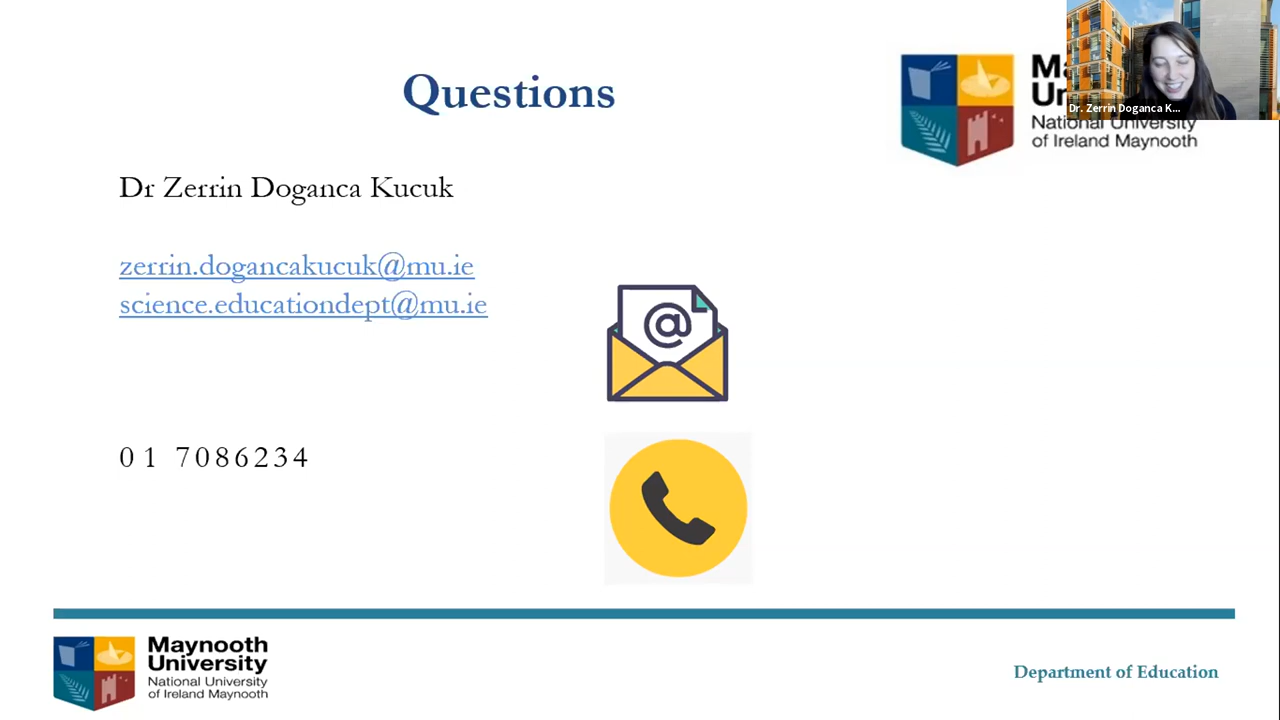 Questions
Dr. Zerrin Doganca K...
National University
of Ireland Maynooth
Dr Zerrin Doganca Kucuk
zerrin.dogancakucuk@mu.ie
science.educationdept@mu.ie
@
01 7086234
Maynooth
University
National University
of Ireland Maynooth
Department of Education